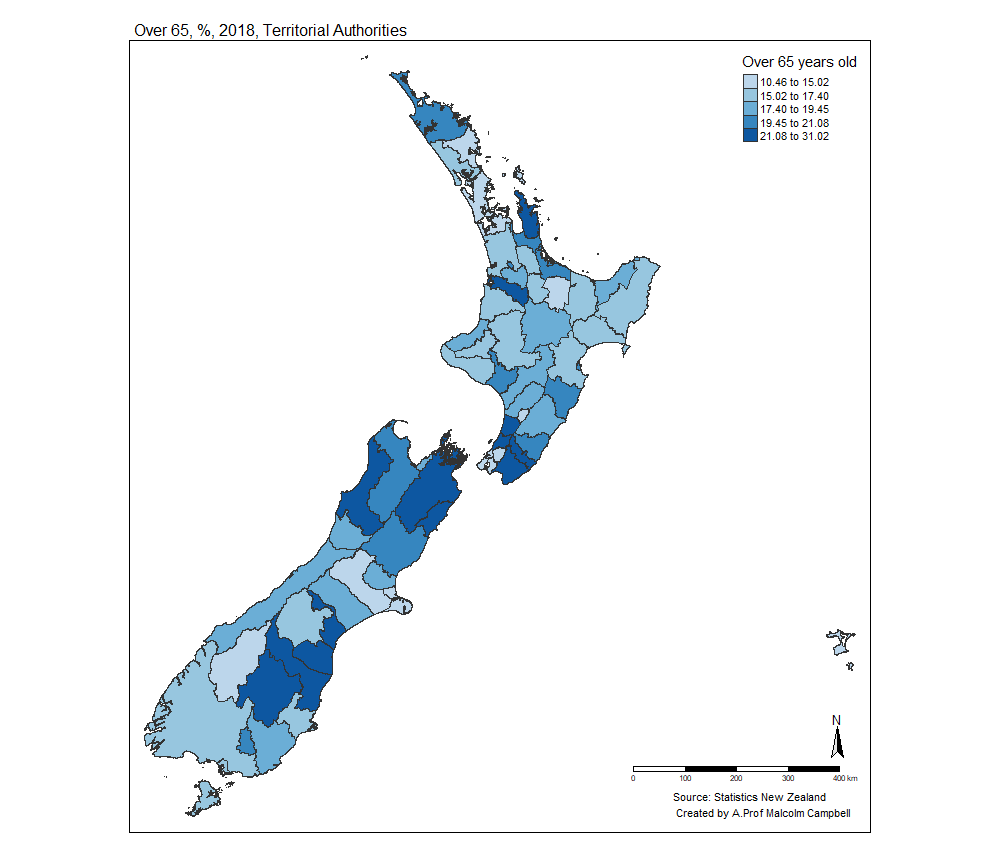 Over 65, %, 2018, Territorial Authorities
Over 65 years old
10.46 to 15.02
15.02 to 17.40
17.40 to 19.45
19.45 to 21.08
21.08 to 31.02
N
0 100 200 300 400 km
Source: Statistics New Zealand
Created by A.Prof Malcolm Campbell